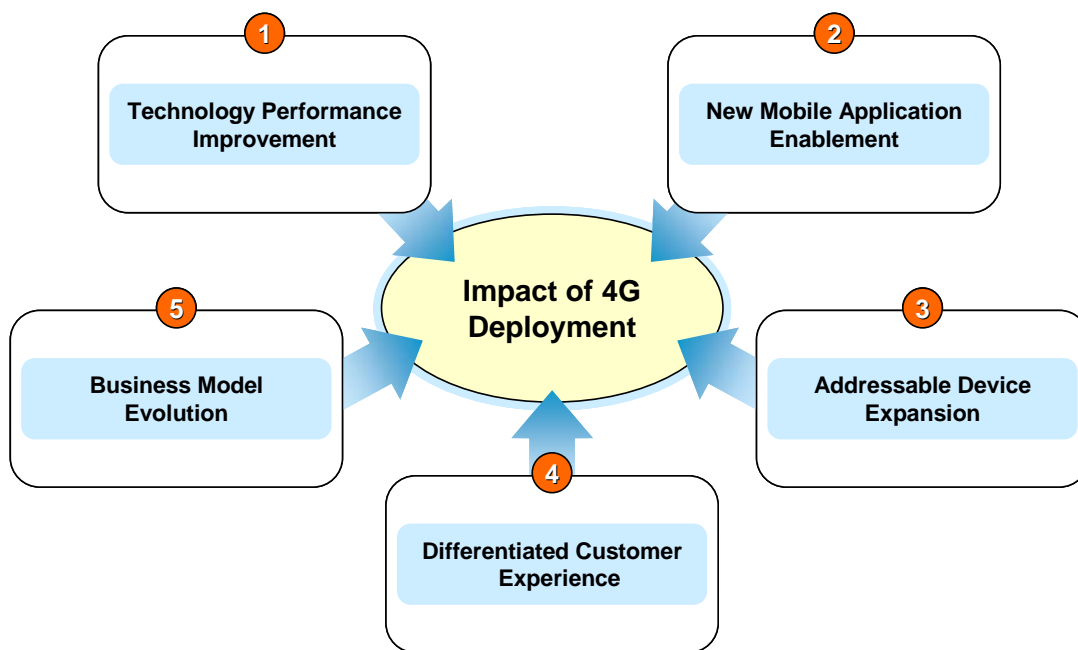 1
Technology Performance
Improvement
2
New Mobile Application
Enablement
Impact of 4G
Deployment
5
Business Model
Evolution
3
Addressable Device
Expansion
4
Differentiated Customer
Experience